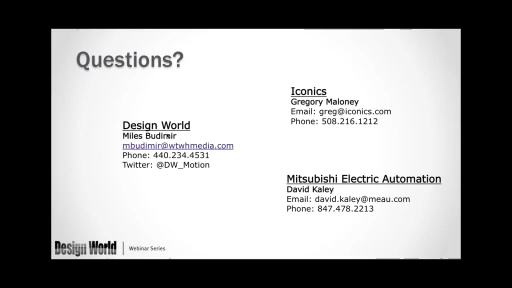 Questions?
Iconics
Gregory Maloney
Email: greg@iconics.com
Phone: 508.216.1212
Design World
Miles Budimir
mbudimir@wtwhmedia.com
Phone: 440.234.4531
Twitter: @DW_Motion
Mitsubishi Electric Automation
David Kaley
Email: david.kaley@meau.com
Phone: 847.478.2213
Design World | Webinar Series